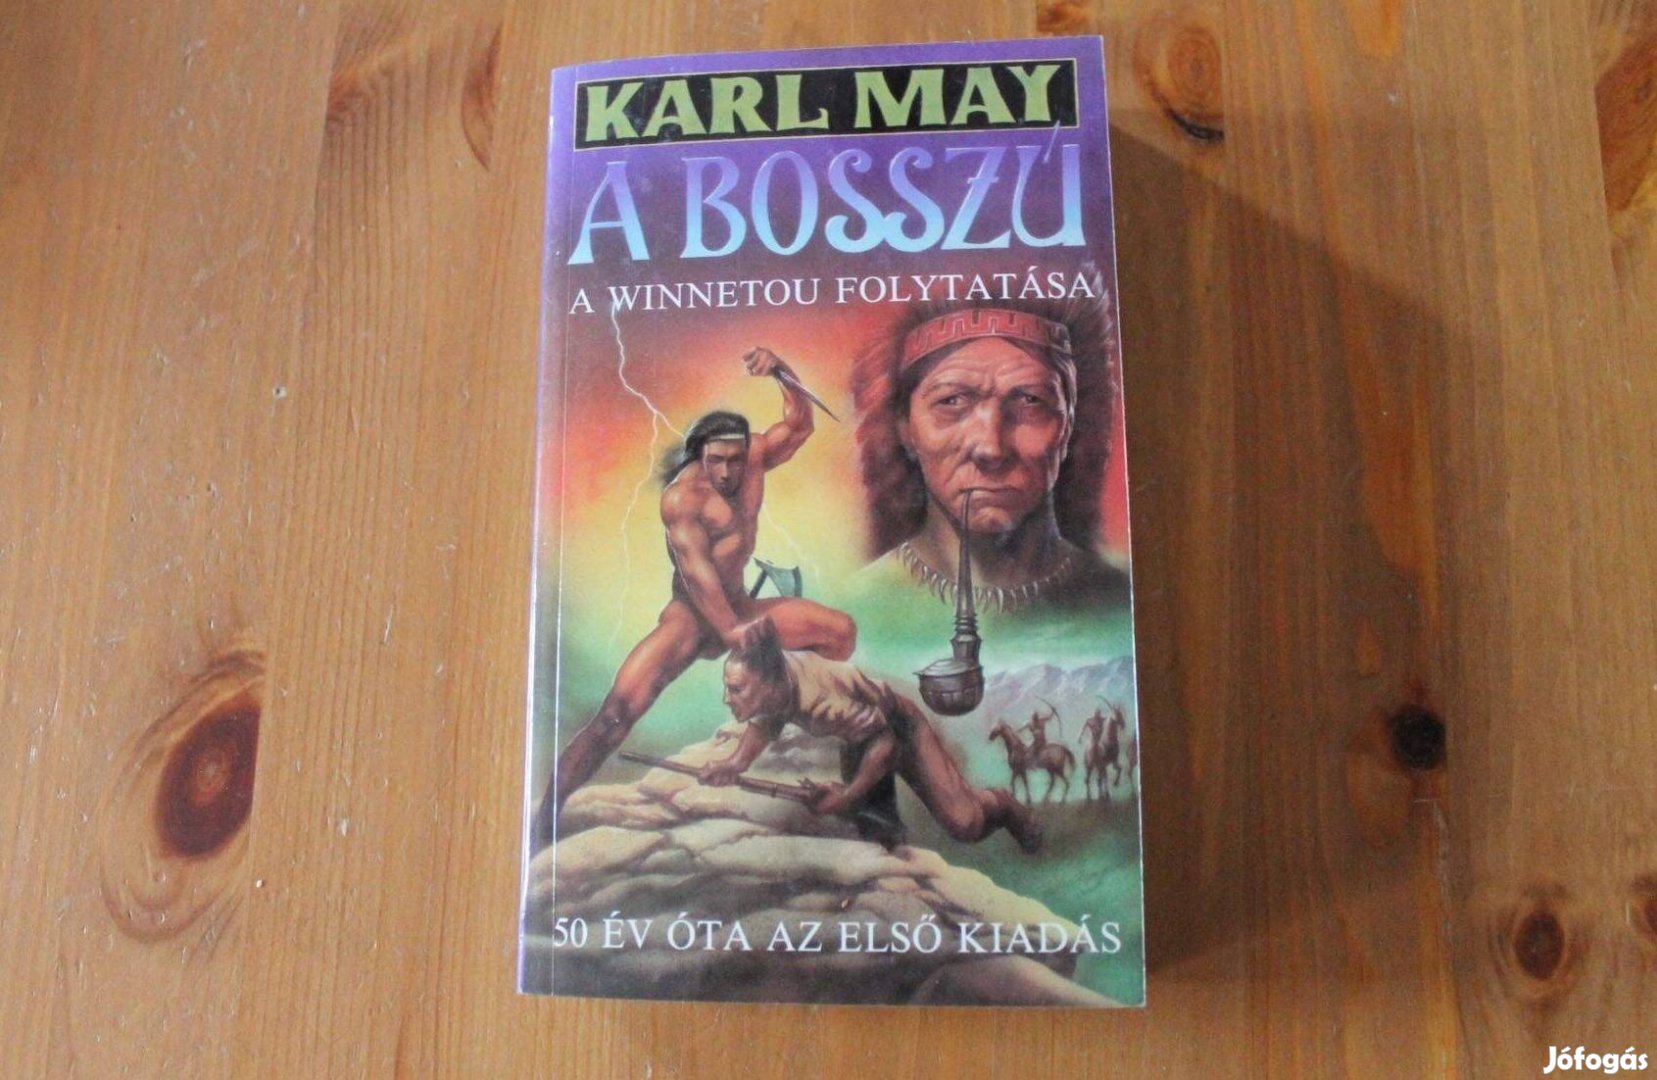 KARL MAY
A BOSSZÚ
A WINNETOU FOLYTATÁSA
50 ÉV ÓTA AZ ELSŐ KIADÁS
Jófogás